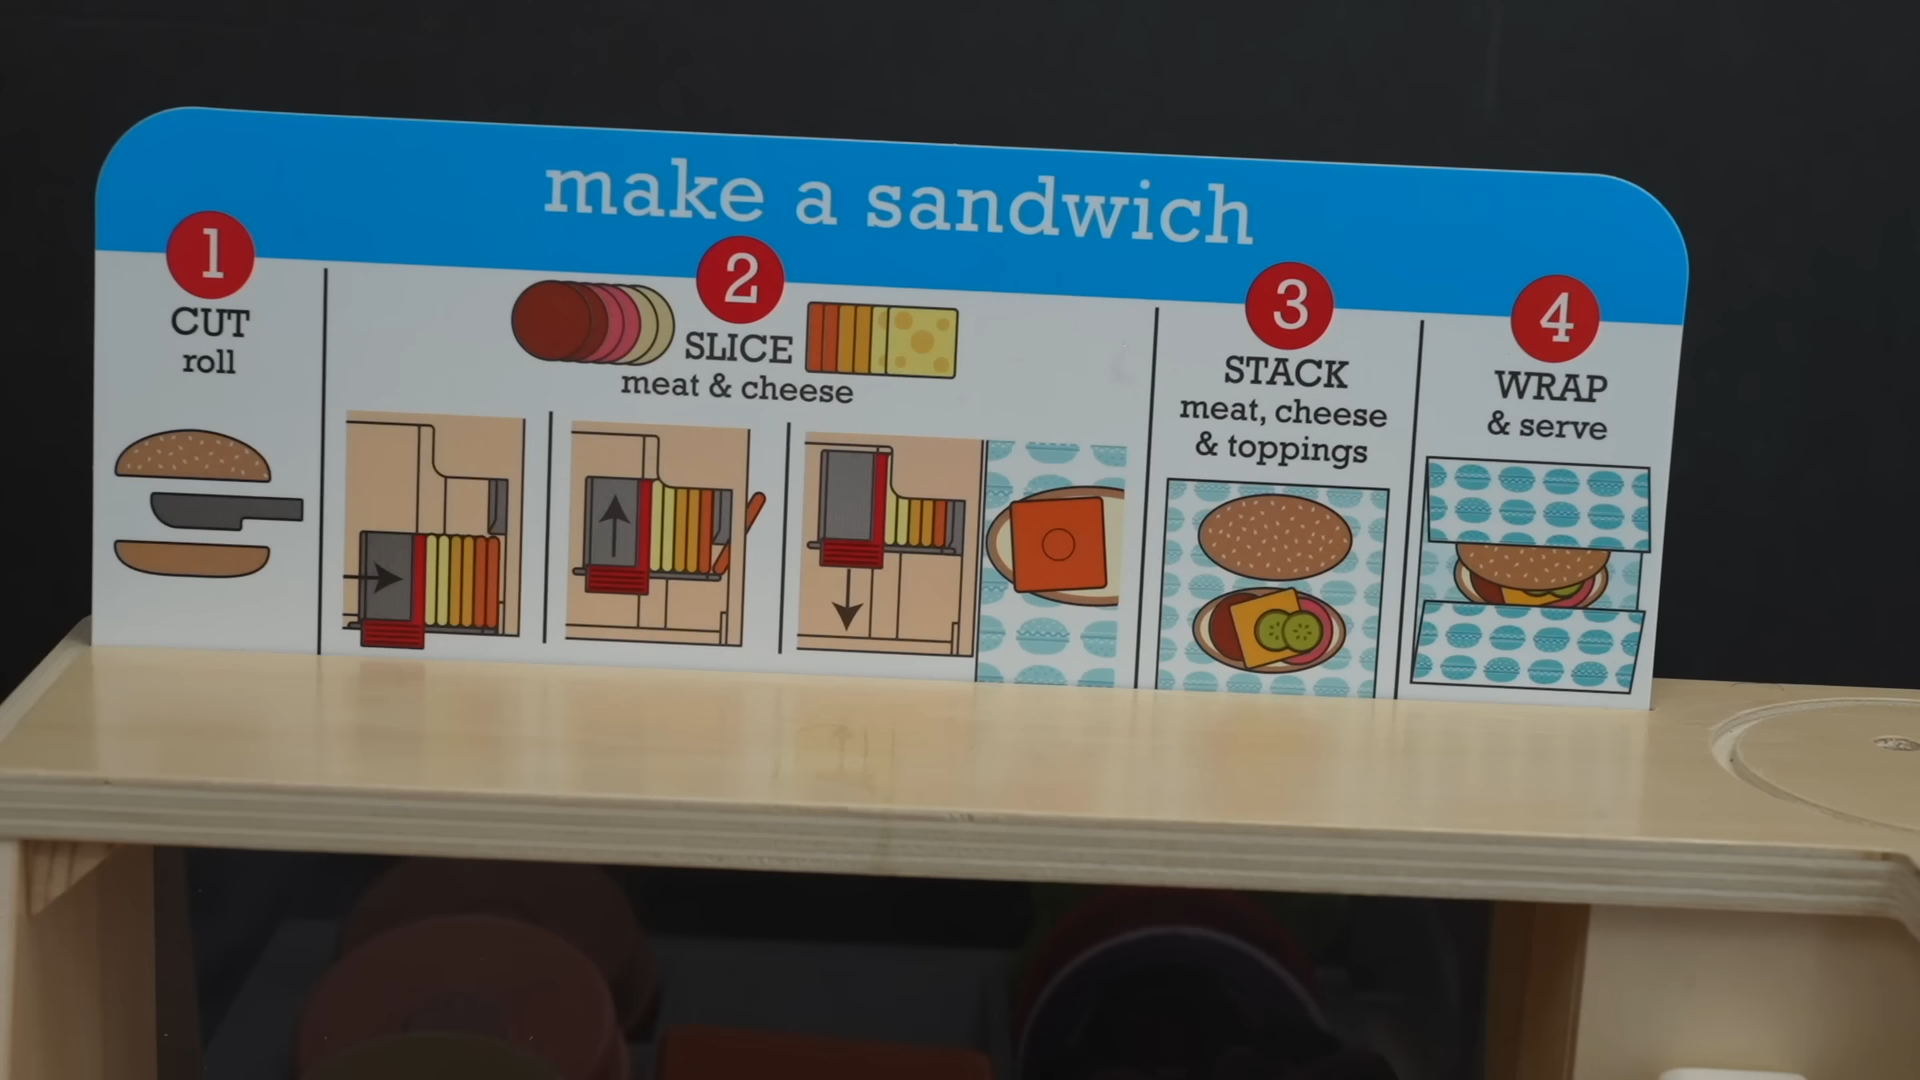 make a sandwich
1
CUT
roll
2
SLICE
meat & cheese
3
STACK
meat, cheese
& toppings
4
WRAP
& serve